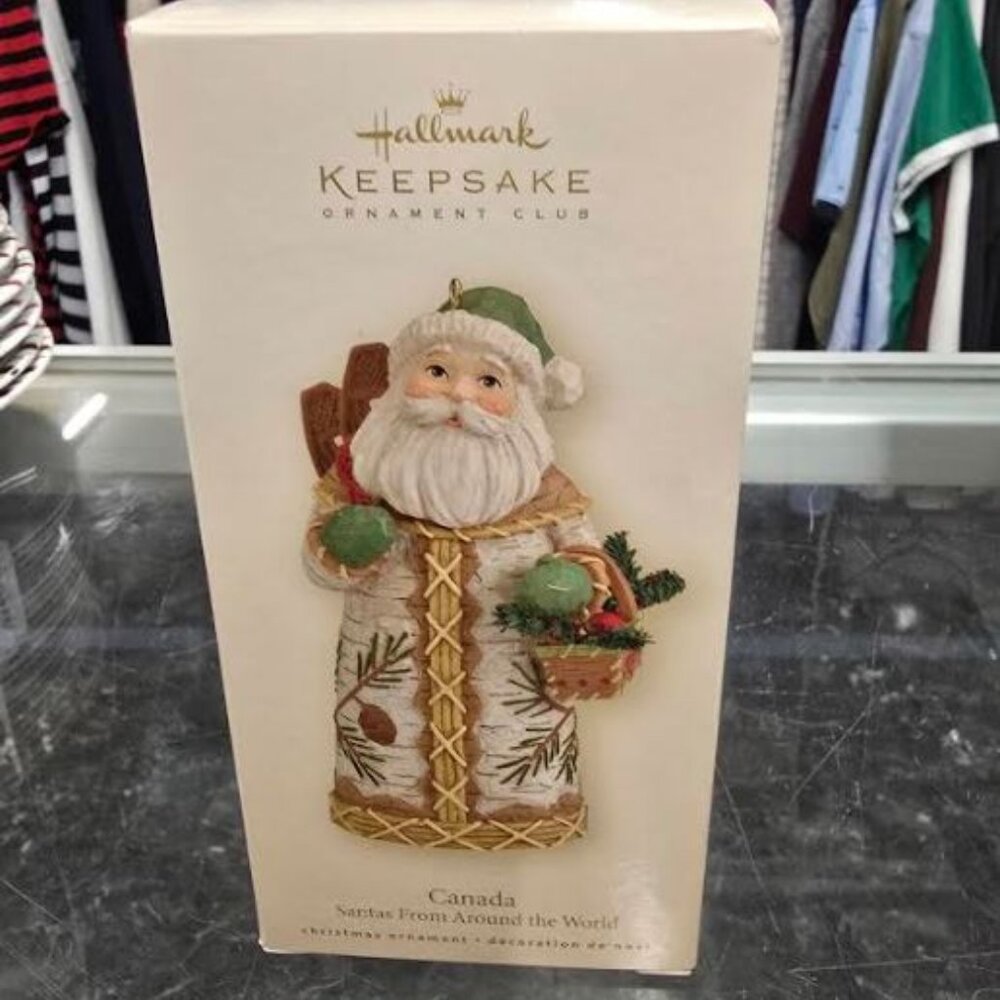 Hallmark
KEEPSAKE
ORNAMENT CLUB
Canada
Santas From Around the World
christmas ornament • décoration de noël